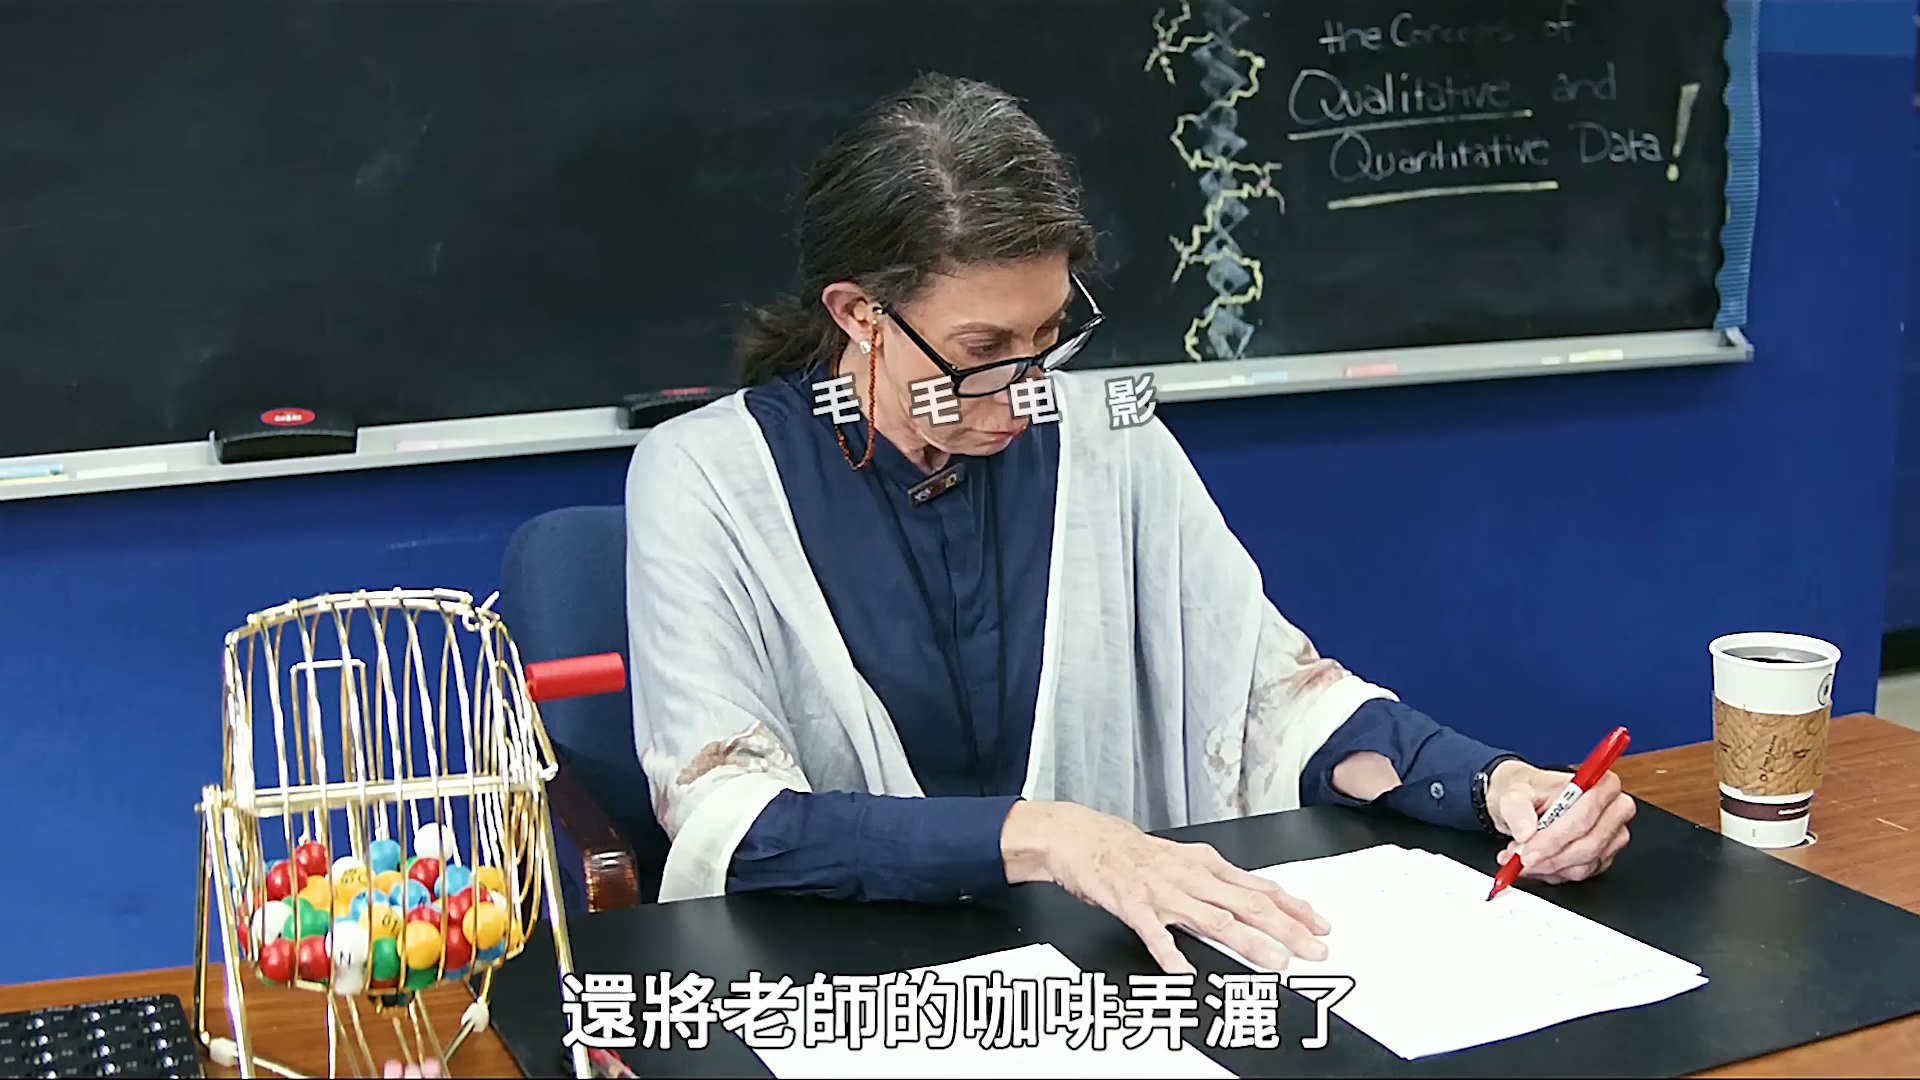 the Concepts of
Qualitative and
Quantitative Data!
毛毛电影
N
還將老師的咖啡弄灑了